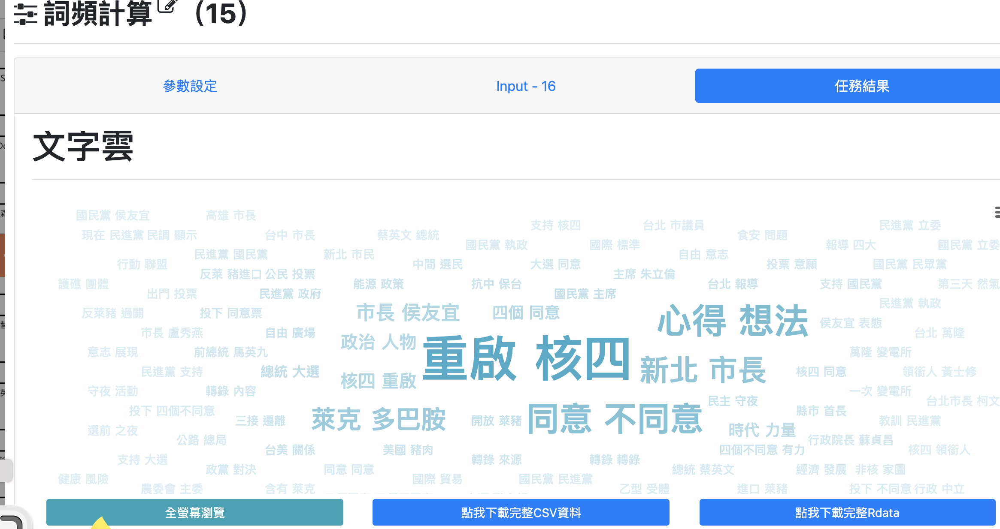 詞頻計算 (15)
參數設定
Input - 16
任務結果
文字雲
國民黨 侯友宜
高雄 市長
支持 核四
台北 市議員
民進黨 立委
現在 民進黨
民調 顯示
台中 市長
蔡英文 總統
食安 問題
國民黨 執政
國際 標準
報導 四大
國民黨 立委
民進黨 國民黨
新北 市民
自由 意志
行動 聯盟
中間 選民
大選 同意
投票 意願
國民黨 民眾黨
反萊 豬進口
公民 投票
主席 朱立倫
護礁 團體
能源 政策
抗中 保台
台北 報導
支持 國民黨
第三天 然氣
出門 投票
民進黨 政府
國民黨 主席
民進黨 執政
反萊豬 過關
投下 同意票
市長 侯友宜
四個 同意
心得 想法
侯友宜 表態
市長 盧秀燕
自由 廣場
台北 萬隆
政治 人物
意志 展現
前總統 馬英九
重啟 核四
萬隆 變電所
民進黨 支持
總統 大選
新北 市長
核四 同意
領銜人 黃士修
核四 重啟
守夜 活動
轉錄 內容
一次 變電所
民主 守夜
台北市長 柯文
投下 四個不同意
縣市 首長
三接 遷離
萊克 多巴胺
開放 萊豬
同意 不同意
教訓 民進黨
選前 之夜
時代 力量
公路 總局
行政院長 蘇貞昌
台美 關係
美國 豬肉
四個不同意 有力
核四 領銜人
支持 大選
轉錄 來源
轉錄 轉錄
政黨 對決
同意 同意
總統 蔡英文
經濟 發展
非核 家園
健康 風險
國際 貿易
國民黨 民進黨
農委會 主委
含有 萊克
乙型 受體
進口 萊豬
投下 不同意
行政 中立
全螢幕瀏覽
點我下載完整CSV資料
點我下載完整Rdata